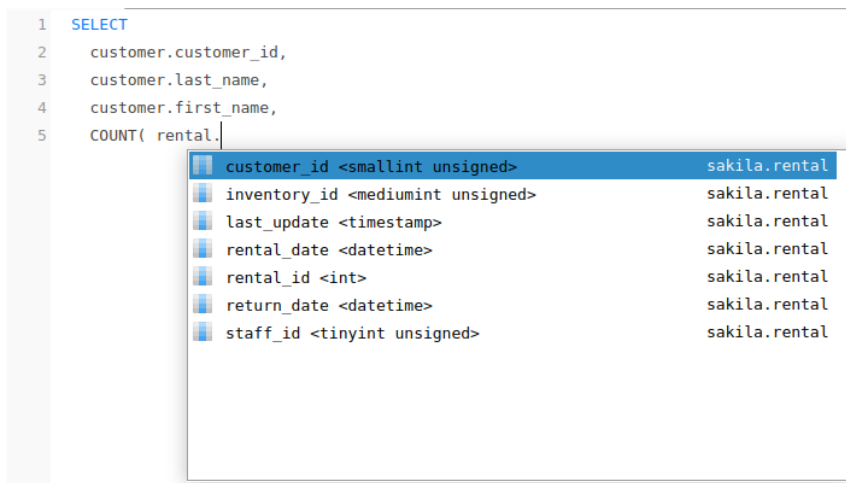 1 SELECT
2 customer.customer_id,
3 customer.last_name,
4 customer.first_name,
5 COUNT( rental.
customer_id <smallint unsigned> sakila.rental
inventory_id <mediumint unsigned> sakila.rental
last_update <timestamp> sakila.rental
rental_date <datetime> sakila.rental
rental_id <int> sakila.rental
return_date <datetime> sakila.rental
staff_id <tinyint unsigned> sakila.rental